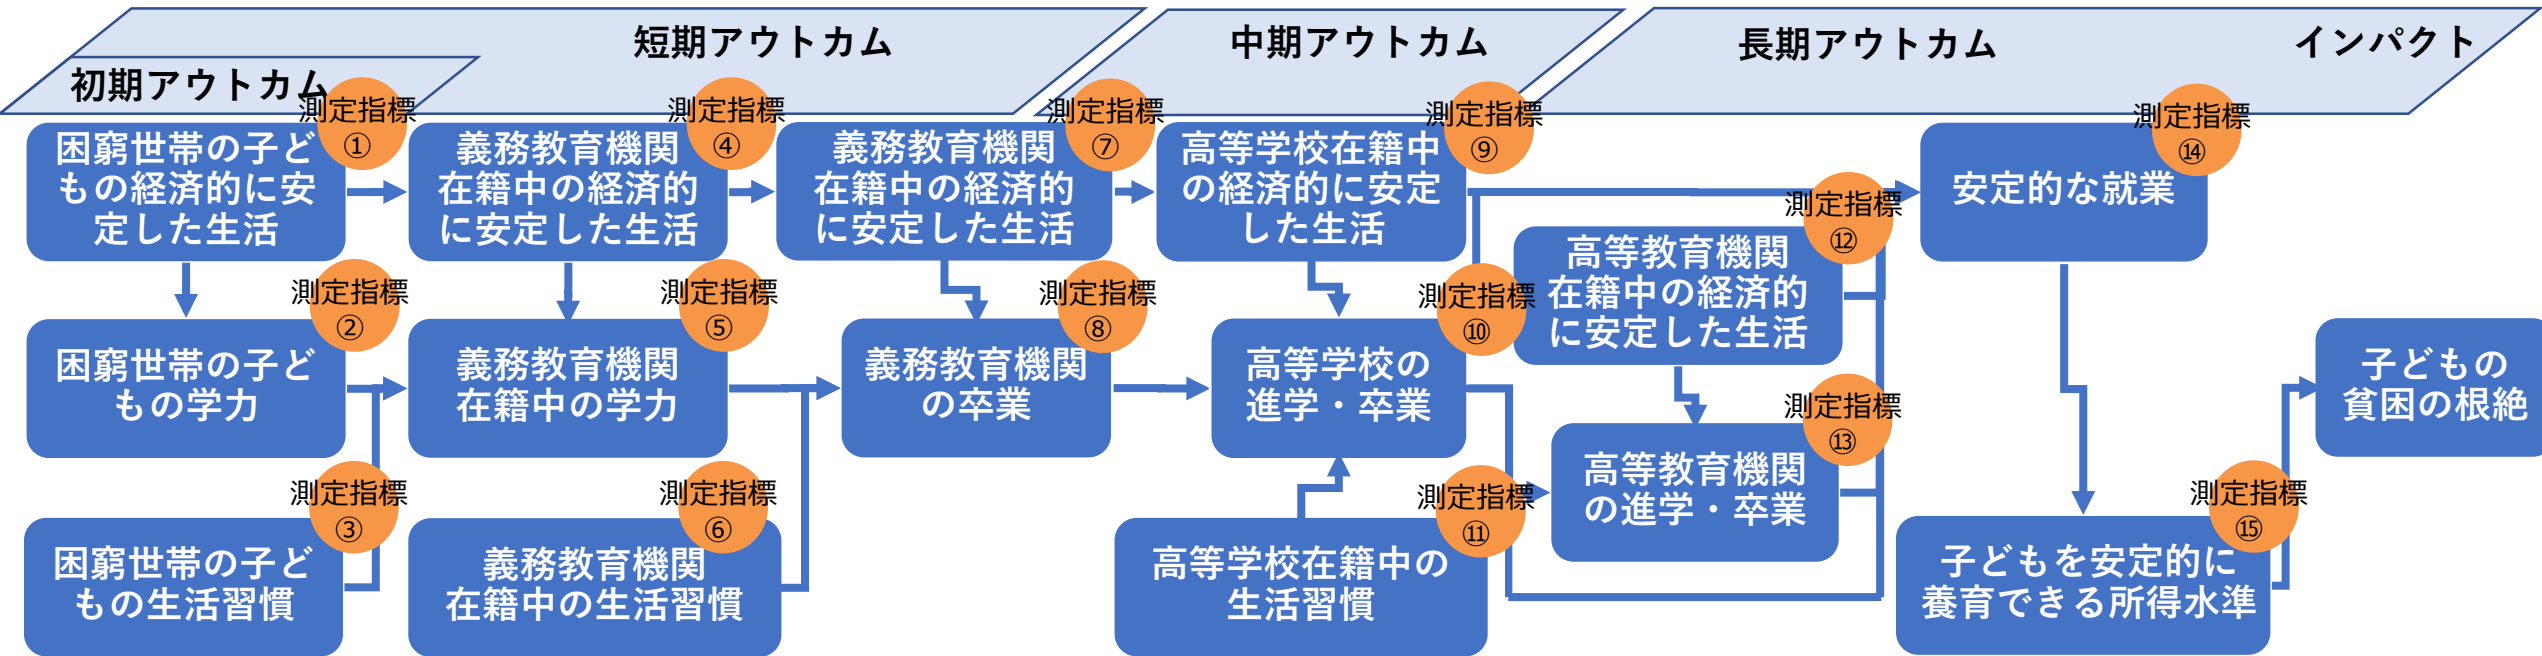 短期アウトカム
中期アウトカム
長期アウトカム
インパクト
初期アウトカム
測定指標
①
困窮世帯の子ど
もの経済的に安
定した生活
測定指標
④
義務教育機関
在籍中の経済的
に安定した生活
測定指標
⑦
義務教育機関
在籍中の経済的
に安定した生活
測定指標
⑨
高等学校在籍中
の経済的に安定
した生活
測定指標
⑭
安定的な就業
測定指標
⑫
高等教育機関
在籍中の経済的
に安定した生活
測定指標
②
困窮世帯の子ど
もの学力
測定指標
⑤
義務教育機関
在籍中の学力
測定指標
⑧
義務教育機関
の卒業
測定指標
⑩
高等学校の
進学・卒業
測定指標
⑬
高等教育機関
の進学・卒業
子どもの
貧困の根絶
測定指標
③
困窮世帯の子ど
もの生活習慣
測定指標
⑥
義務教育機関
在籍中の生活習慣
測定指標
⑪
高等学校在籍中の
生活習慣
測定指標
⑮
子どもを安定的に
養育できる所得水準